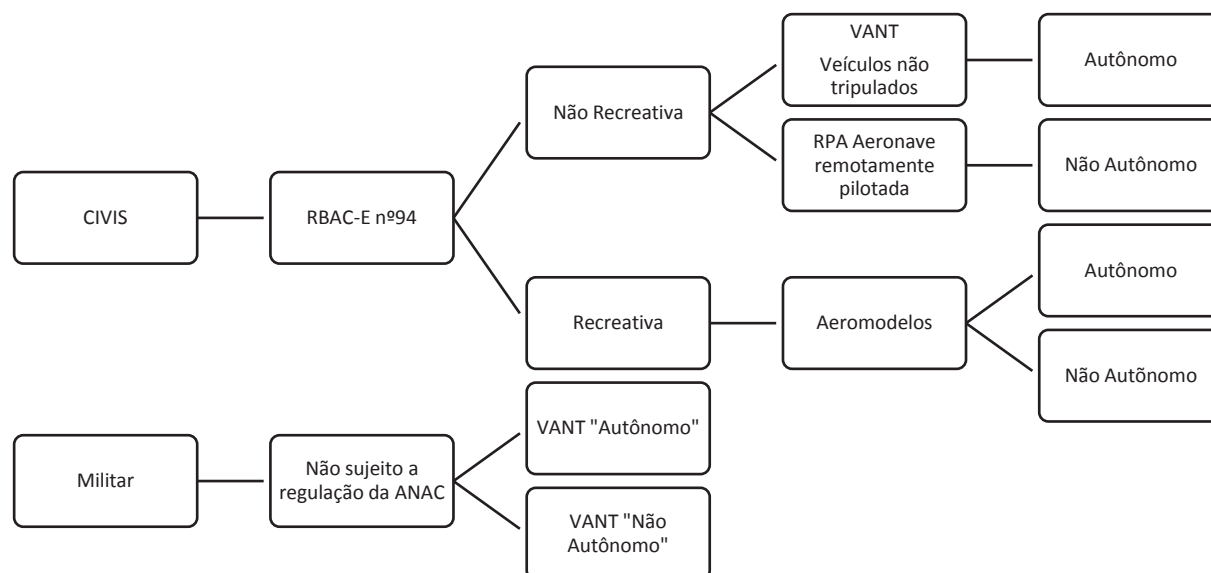 CIVIS
RBAC-E nº94
Não Recreativa
VANT
Veículos não
tripulados
Autônomo
RPA Aeronave
remotamente
pilotada
Não Autônomo
Recreativa
Aeromodelos
Autônomo
Não Autõnomo
Militar
Não sujeito a
regulação da ANAC
VANT "Autônomo"
VANT "Não
Autônomo"